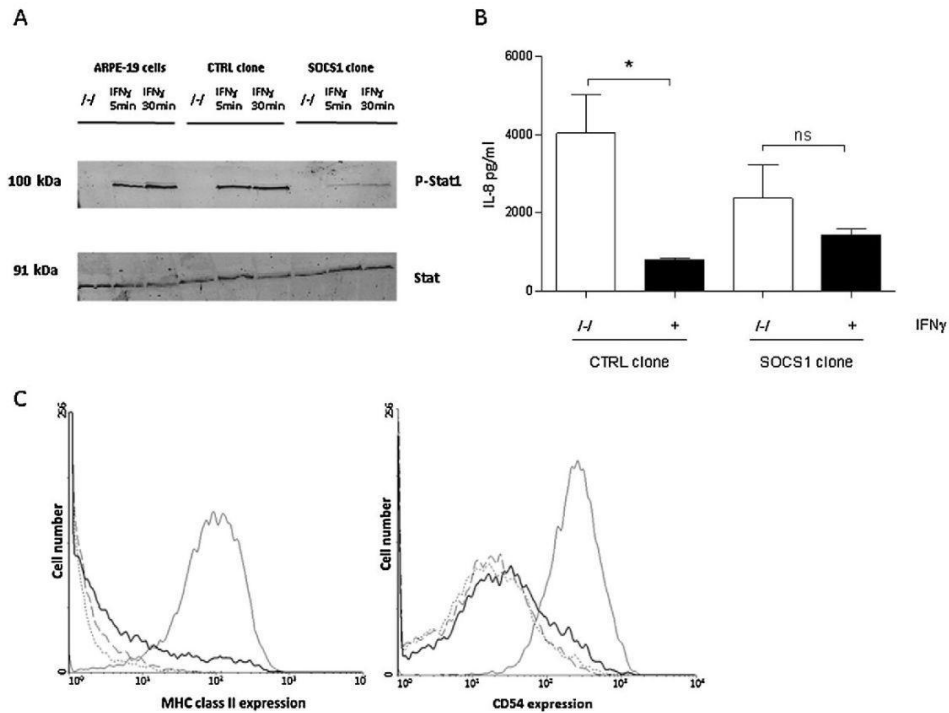 A
ARPE-19 cells CTRL clone SOCS1 clone
/-/ IFNγ 5min IFNγ 30min /-/ IFNγ 5min IFNγ 30min /-/ IFNγ 5min IFNγ 30min
100 kDa P-Stat1
91 kDa Stat
B
IL-8 pg/ml
6000
4000
2000
0
*
ns
/-/ + /-/ + IFNγ
CTRL clone SOCS1 clone
C
Cell number
256
0
10⁰ 10¹ 10² 10³ 10
MHC class II expression
Cell number
256
0
10⁰ 10¹ 10² 10³ 10⁴
CD54 expression